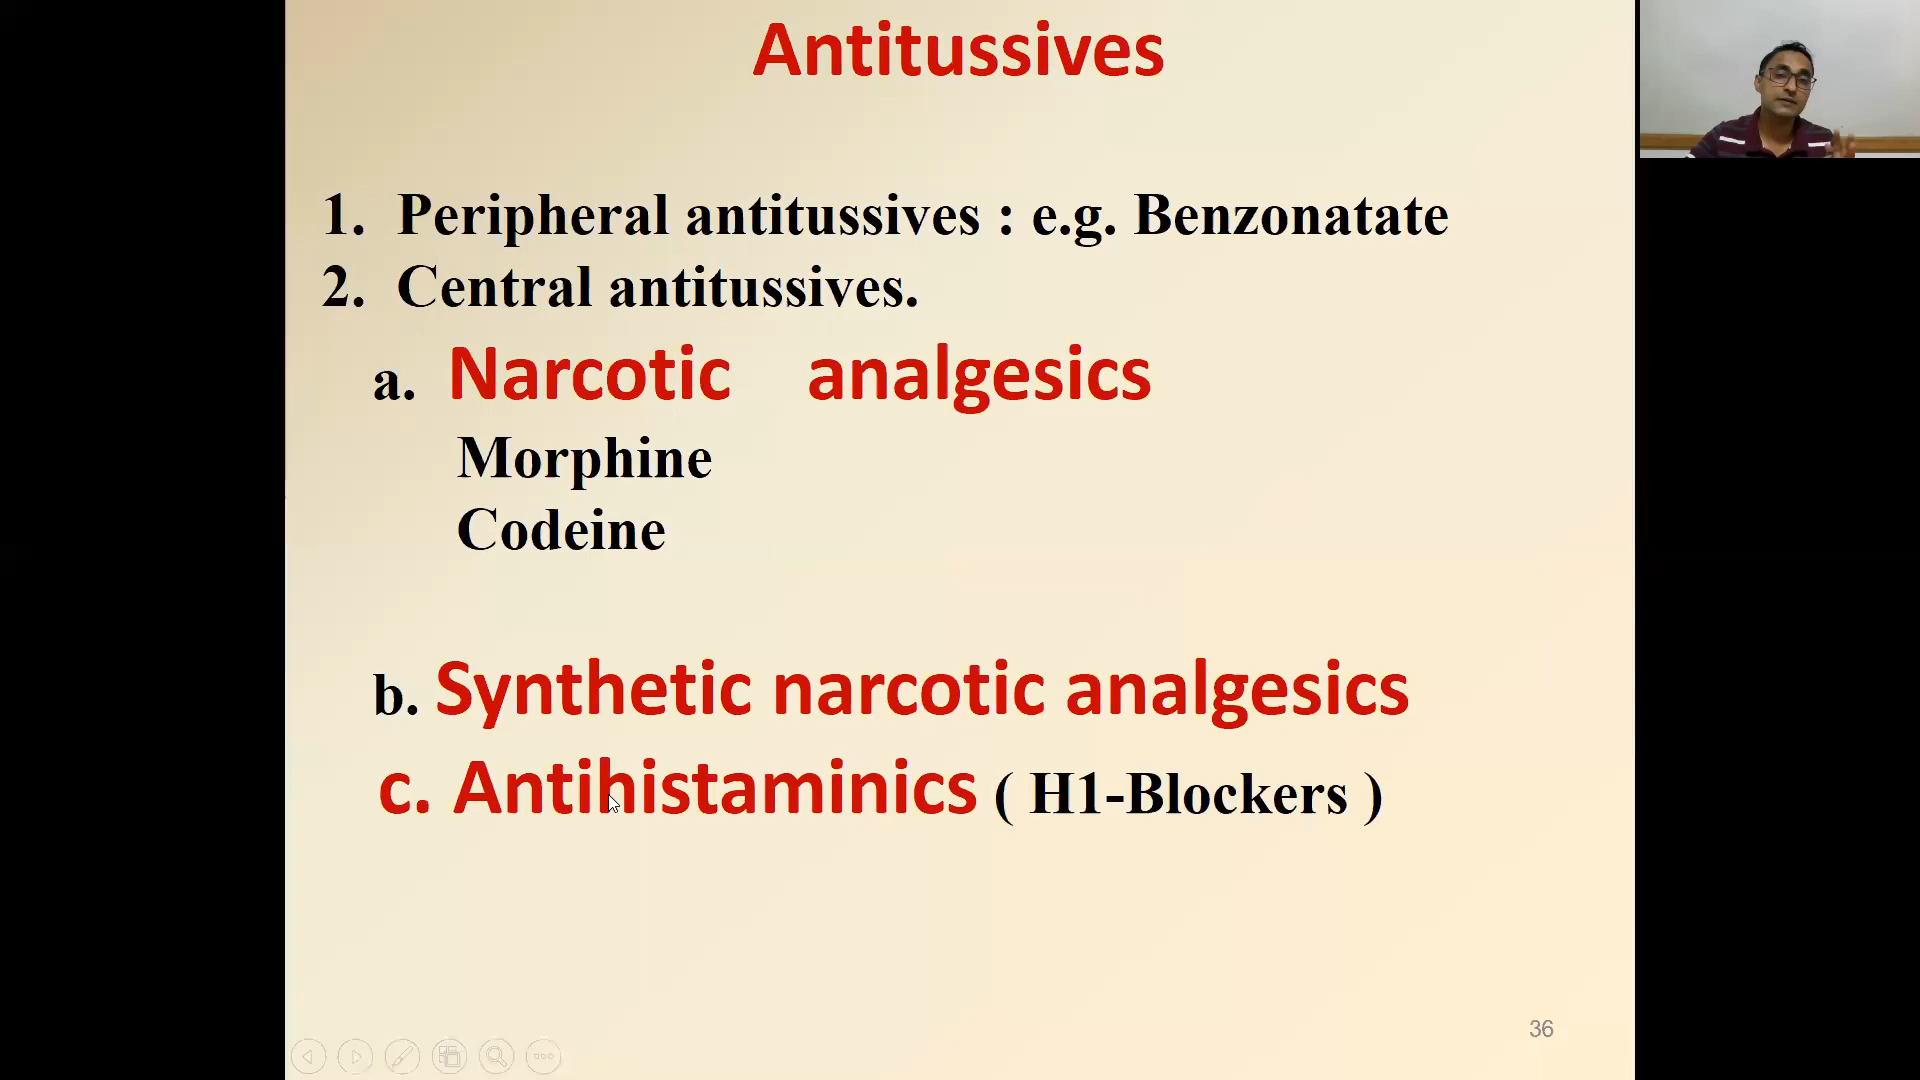 Antitussives
1. Peripheral antitussives : e.g. Benzonatate
2. Central antitussives.
a. Narcotic analgesics
Morphine
Codeine
b. Synthetic narcotic analgesics
c. Antihistaminics ( H1-Blockers )
36